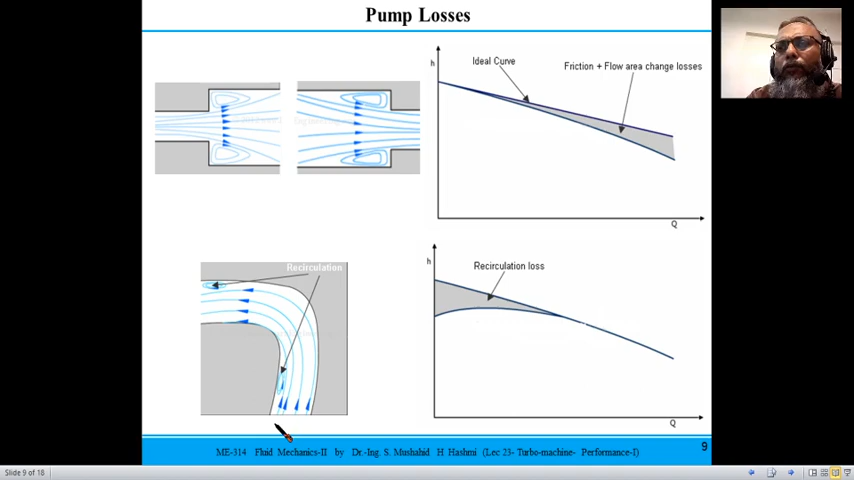 Pump Losses
h
Ideal Curve
Friction + Flow area change losses
Q
Recirculation
h
Recirculation loss
Q
9
ME-314 Fluid Mechanics-II by Dr.-Ing. S. Mushahid H Hashmi (Lec 23- Turbo-machine- Performance-I)
Slide 9 of 18